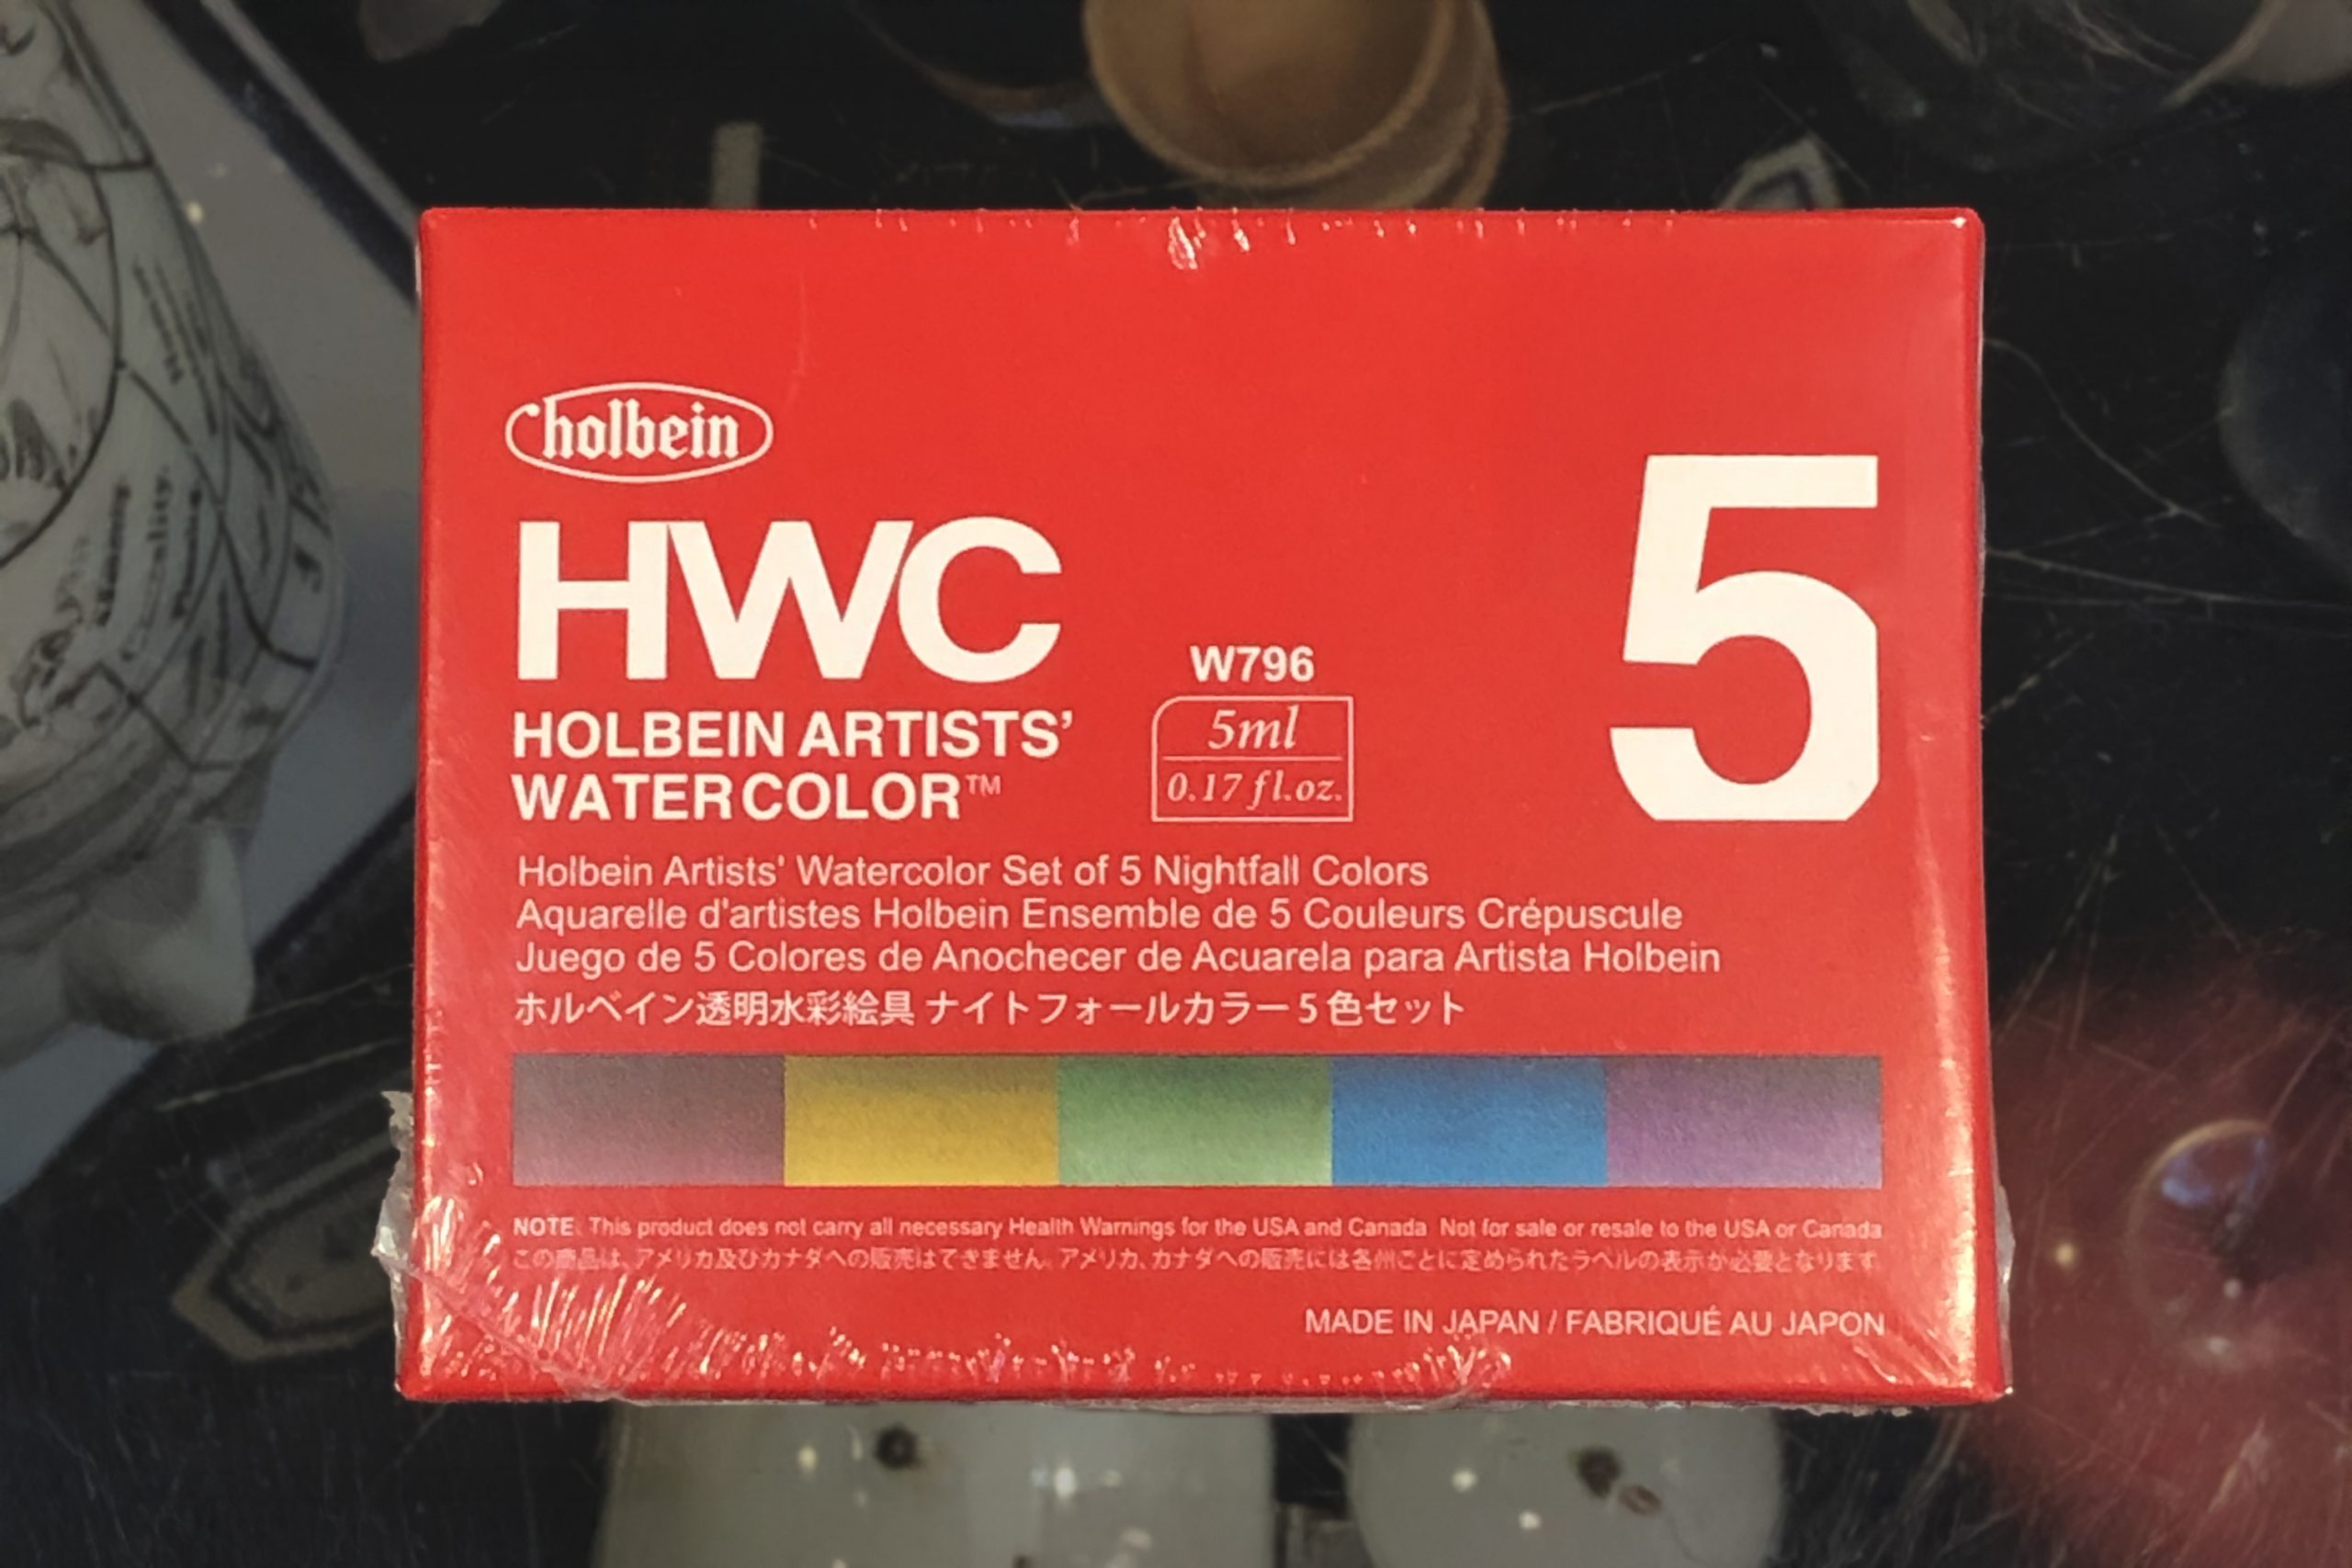 holbein
HWC
5
HOLBEIN ARTISTS'
WATERCOLOR™
W796
5ml
0.17 fl.oz.
Holbein Artists' Watercolor Set of 5 Nightfall Colors
Aquarelle d'artistes Holbein Ensemble de 5 Couleurs Crépuscule
Juego de 5 Colores de Anochecer de Acuarela para Artista Holbein
ホルベイン透明水彩絵具 ナイトフォールカラー5色セット
NOTE: This product does not carry all necessary Health Warnings for the USA and Canada. Not for sale or resale to the USA or Canada
この商品は、アメリカ及びカナダへの販売はできません。アメリカ、カナダへの販売には各州ごとに定められたラベルの表示が必要となります
MADE IN JAPAN / FABRIQUÉ AU JAPON